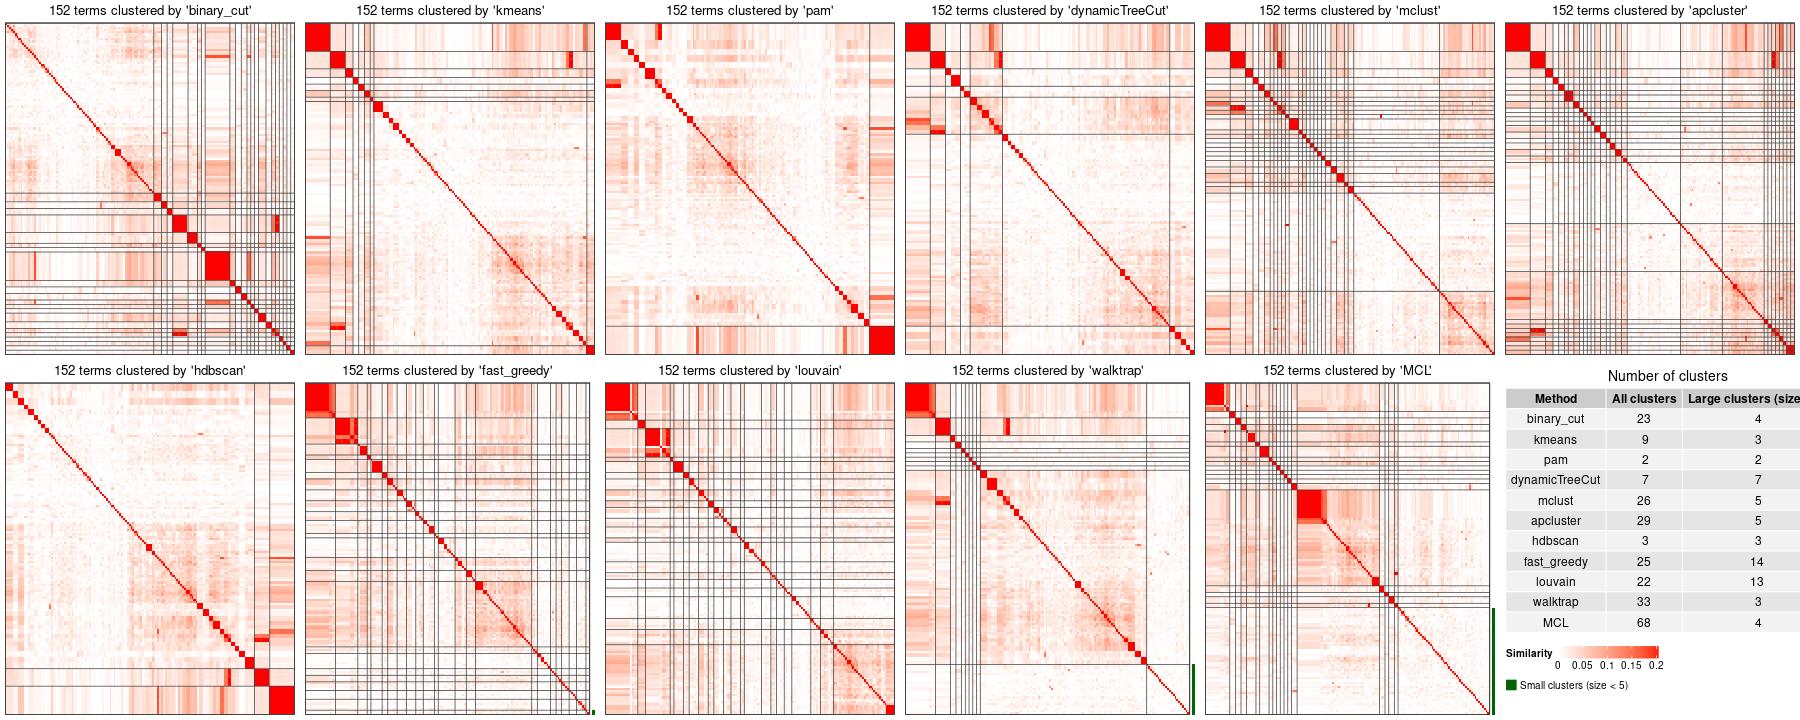 152 terms clustered by 'binary_cut'
152 terms clustered by 'kmeans'
152 terms clustered by 'pam'
152 terms clustered by 'dynamicTreeCut'
152 terms clustered by 'mclust'
152 terms clustered by 'apcluster'
152 terms clustered by 'hdbscan'
152 terms clustered by 'fast_greedy'
152 terms clustered by 'louvain'
152 terms clustered by 'walktrap'
152 terms clustered by 'MCL'
Number of clusters
Method All clusters Large clusters (size
binary_cut 23 4
kmeans 9 3
pam 2 2
dynamicTreeCut 7 7
mclust 26 5
apcluster 29 5
hdbscan 3 3
fast_greedy 25 14
louvain 22 13
walktrap 33 3
MCL 68 4
Similarity
0 0.05 0.1 0.15 0.2
Small clusters (size < 5)